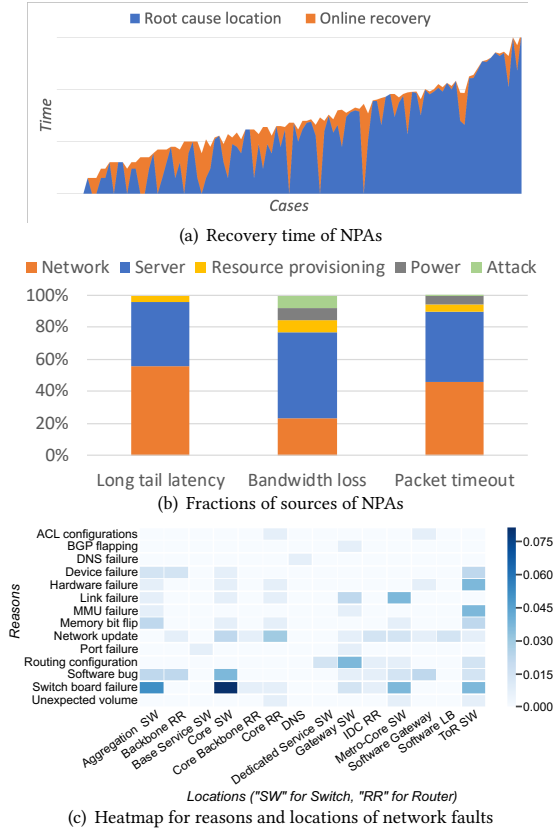 Root cause location Online recovery
Time
Cases
(a) Recovery time of NPAs
Network Server Resource provisioning Power Attack
100%
80%
60%
40%
20%
0%
Long tail latency Bandwidth loss Packet timeout
(b) Fractions of sources of NPAs
Reasons
ACL configurations
BGP flapping
DNS failure
Device failure
Hardware failure
Link failure
MMU failure
Memory bit flip
Network update
Port failure
Routing configuration
Software bug
Switch board failure
Unexpected volume
0.075
0.060
0.045
0.030
0.015
0.000
Aggregation SW
Backbone RR
Base Service SW
Core SW
Core Backbone RR
Core RR
DNS
Dedicated Service SW
Gateway SW
IDC RR
Metro-Core SW
Software Gateway
Software LB
ToR SW
Locations ("SW" for Switch, "RR" for Router)
(c) Heatmap for reasons and locations of network faults